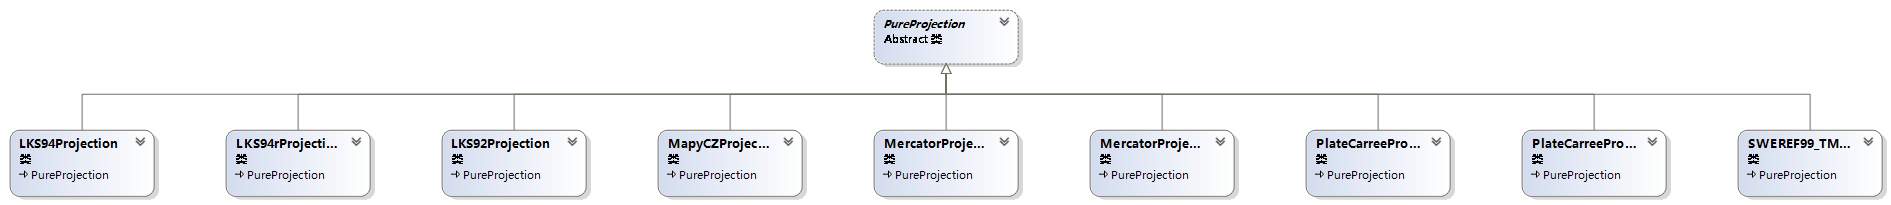 PureProjection
Abstract
LKS94Projection
PureProjection
LKS94rProjecti...
PureProjection
LKS92Projection
PureProjection
MapyCZProjec...
PureProjection
MercatorProje...
PureProjection
MercatorProje...
PureProjection
PlateCarreePro...
PureProjection
PlateCarreePro...
PureProjection
SWEREF99_TM...
PureProjection